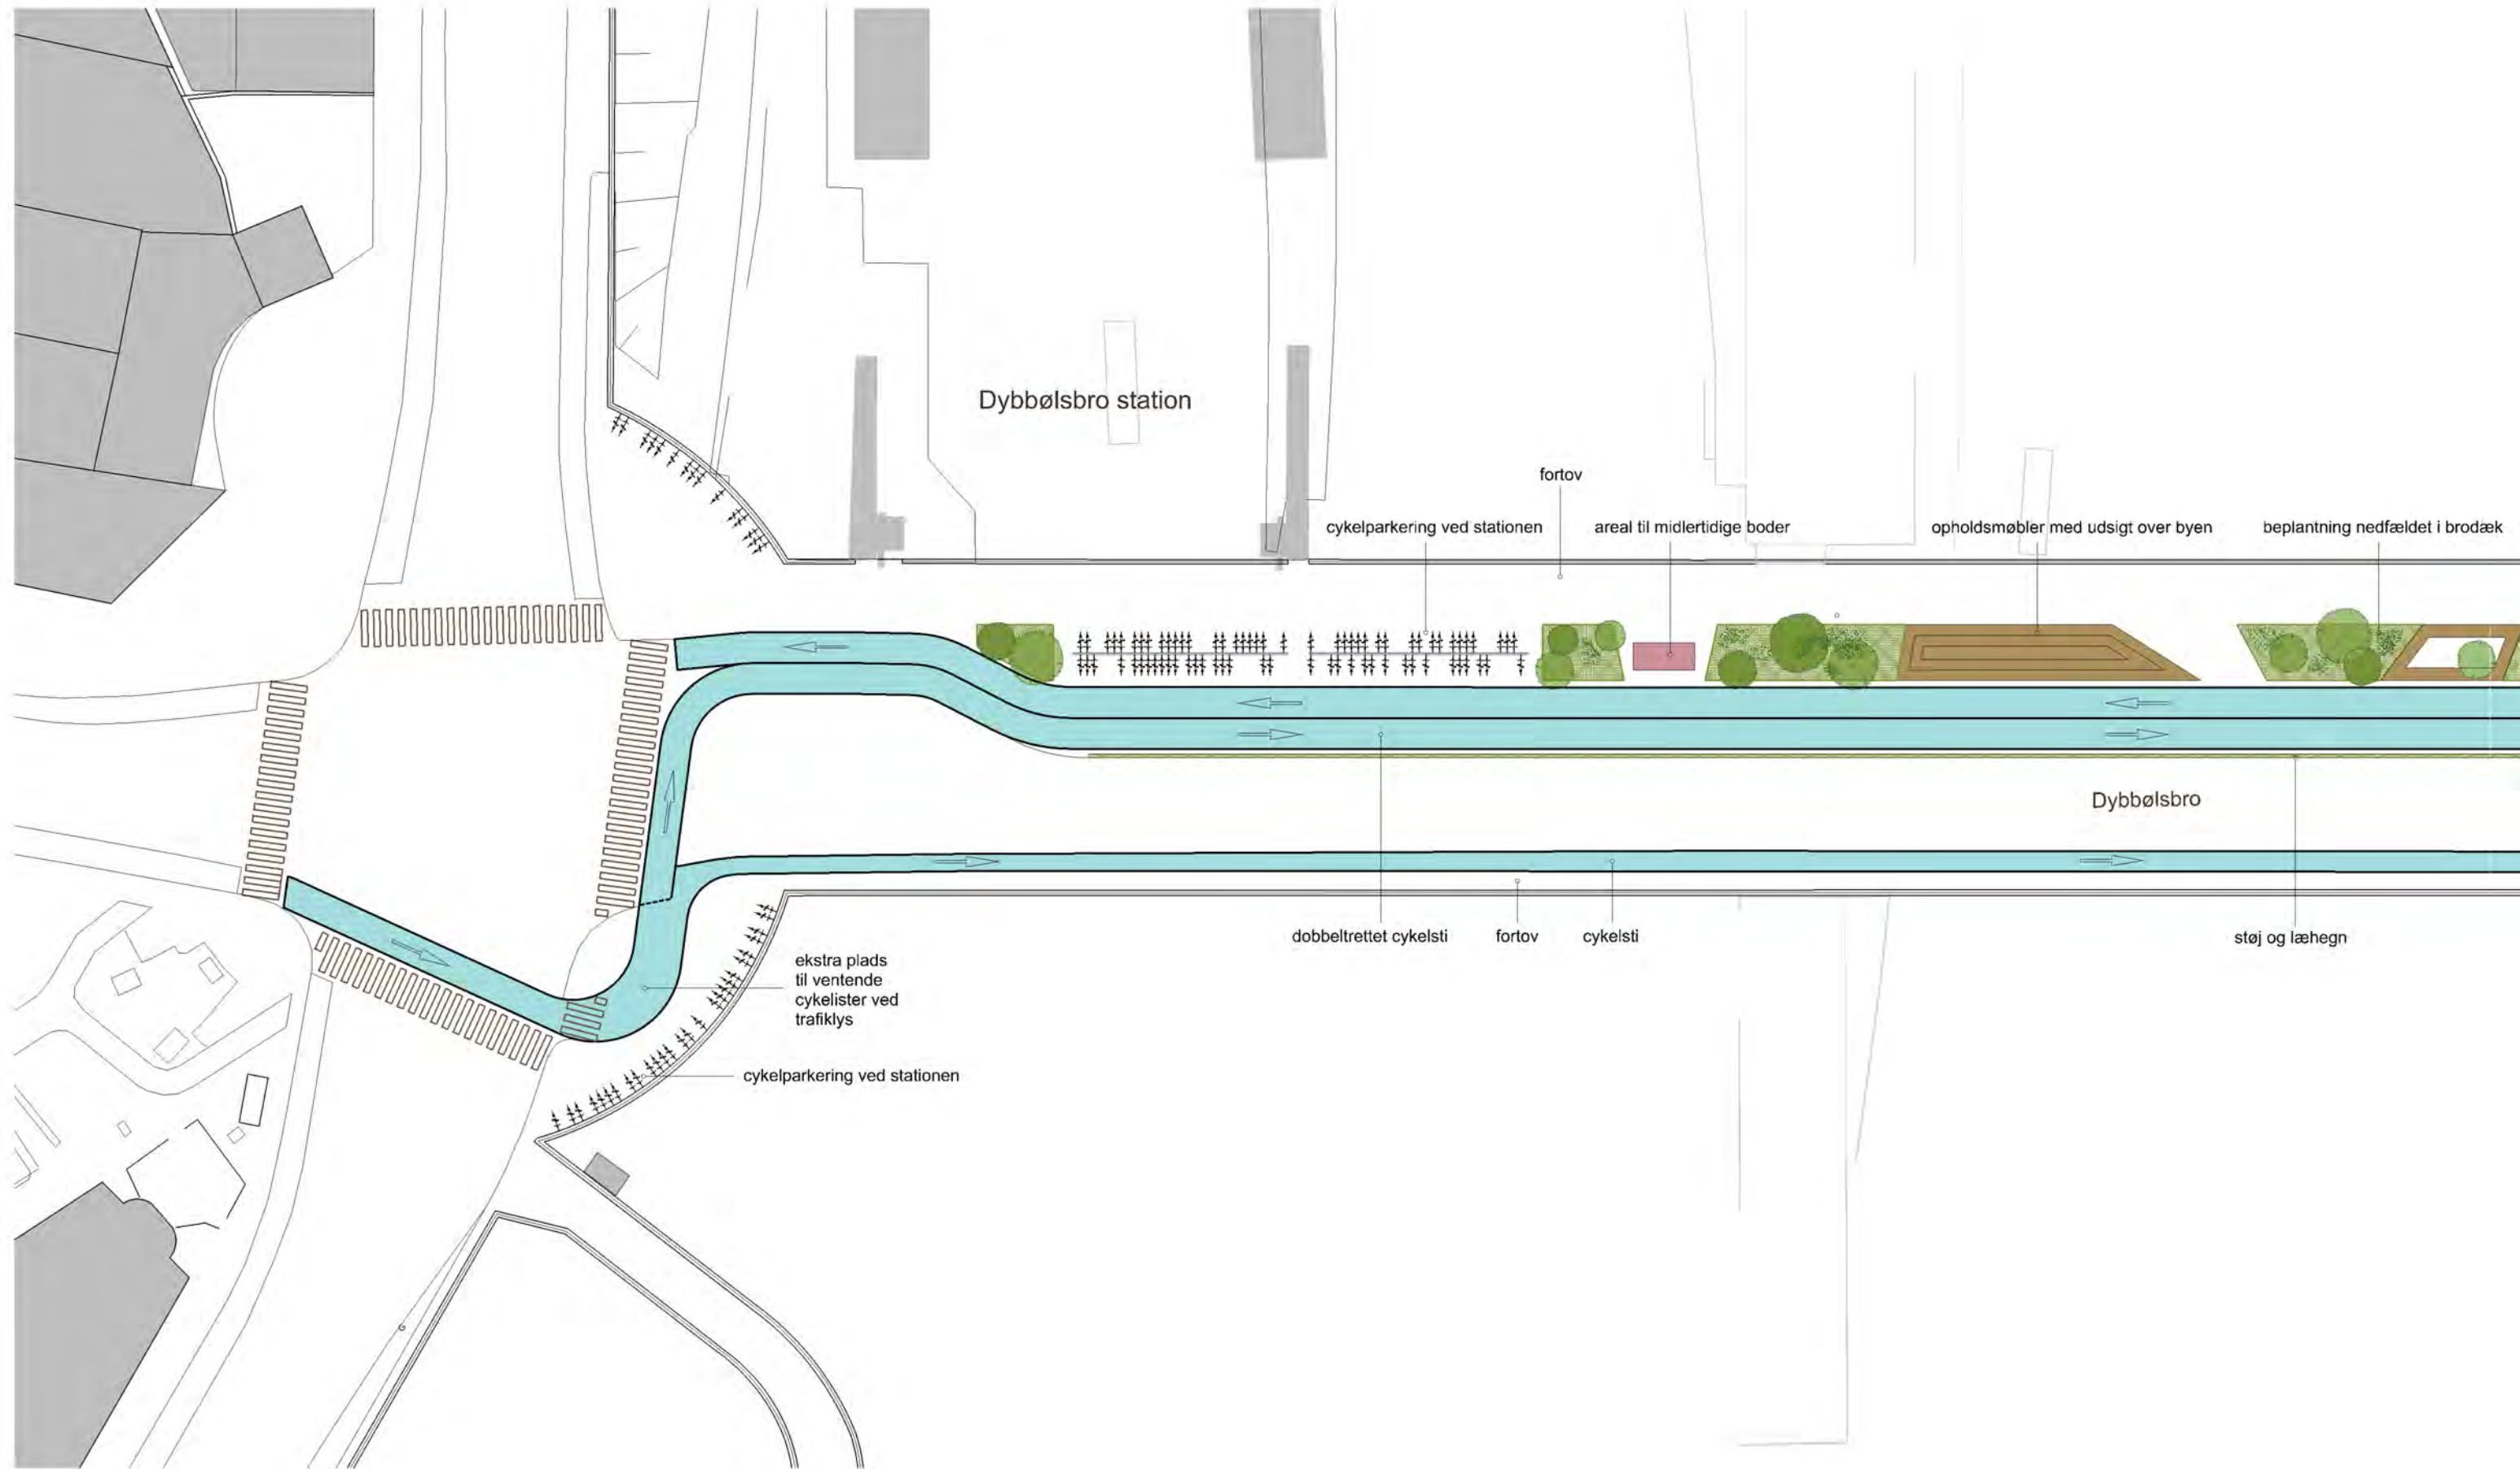 Dybbølsbro station
fortov
cykelparkering ved stationen
areal til midlertidige boder
opholdsmøbler med udsigt over byen
beplantning nedfældet i brodæk
Dybbølsbro
dobbeltrettet cykelsti
fortov
cykelsti
støj og læhegn
ekstra plads
til ventende
cykelister ved
trafiklys
cykelparkering ved stationen
G